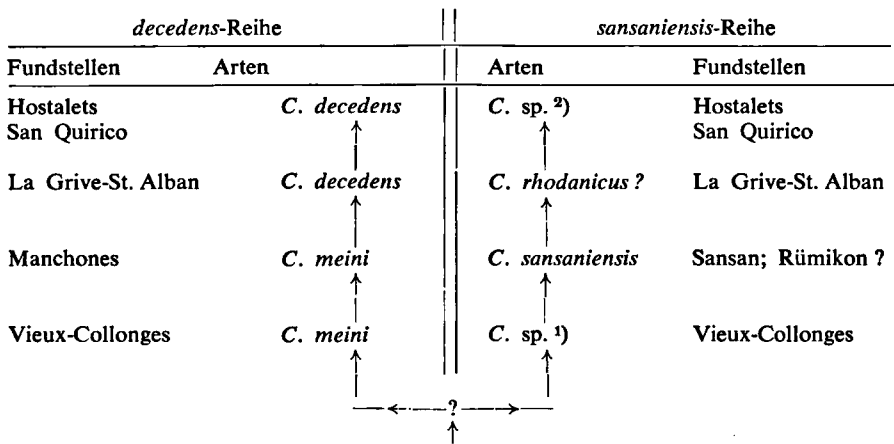 decedens-Reihe sansaniensis-Reihe
Fundstellen Arten Arten Fundstellen
Hostalets C. decedens C. sp. ²) Hostalets
San Quirico San Quirico
La Grive-St. Alban C. decedens C. rhodanicus ? La Grive-St. Alban
Manchones C. meini C. sansaniensis Sansan; Rümikon ?
Vieux-Collonges C. meini C. sp. ¹) Vieux-Collonges
?